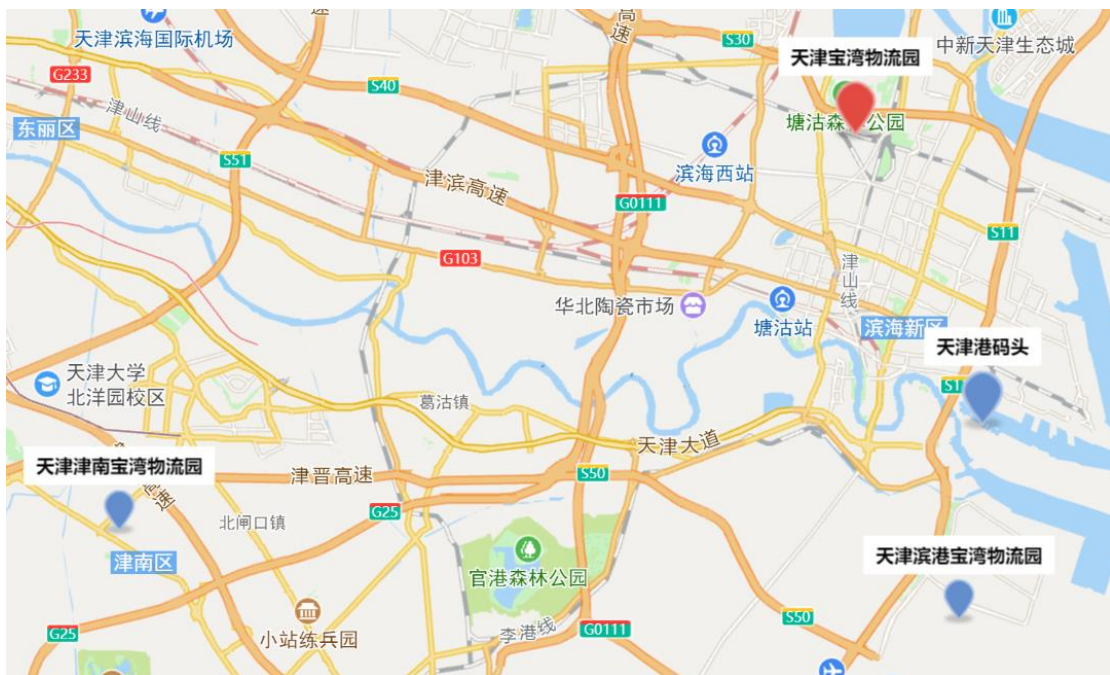 速
高
速
天津滨海国际机场
S30
中新天津生态城
天津宝湾物流园
G233
S40
津山线
塘沽森林公园
东丽区
S51
滨海西站
津滨高速
G0111
S11
G103
津山线
华北陶瓷市场
塘沽站
滨海新区
天津港码头
天津大学
北洋园校区
S1
葛沽镇
天津大道
天津津南宝湾物流园
高
速
津晋高速
S50
G25
北闸口镇
津南区
天津滨港宝湾物流园
官港森林公园
小站练兵园
S50
G25
李港线
G0111